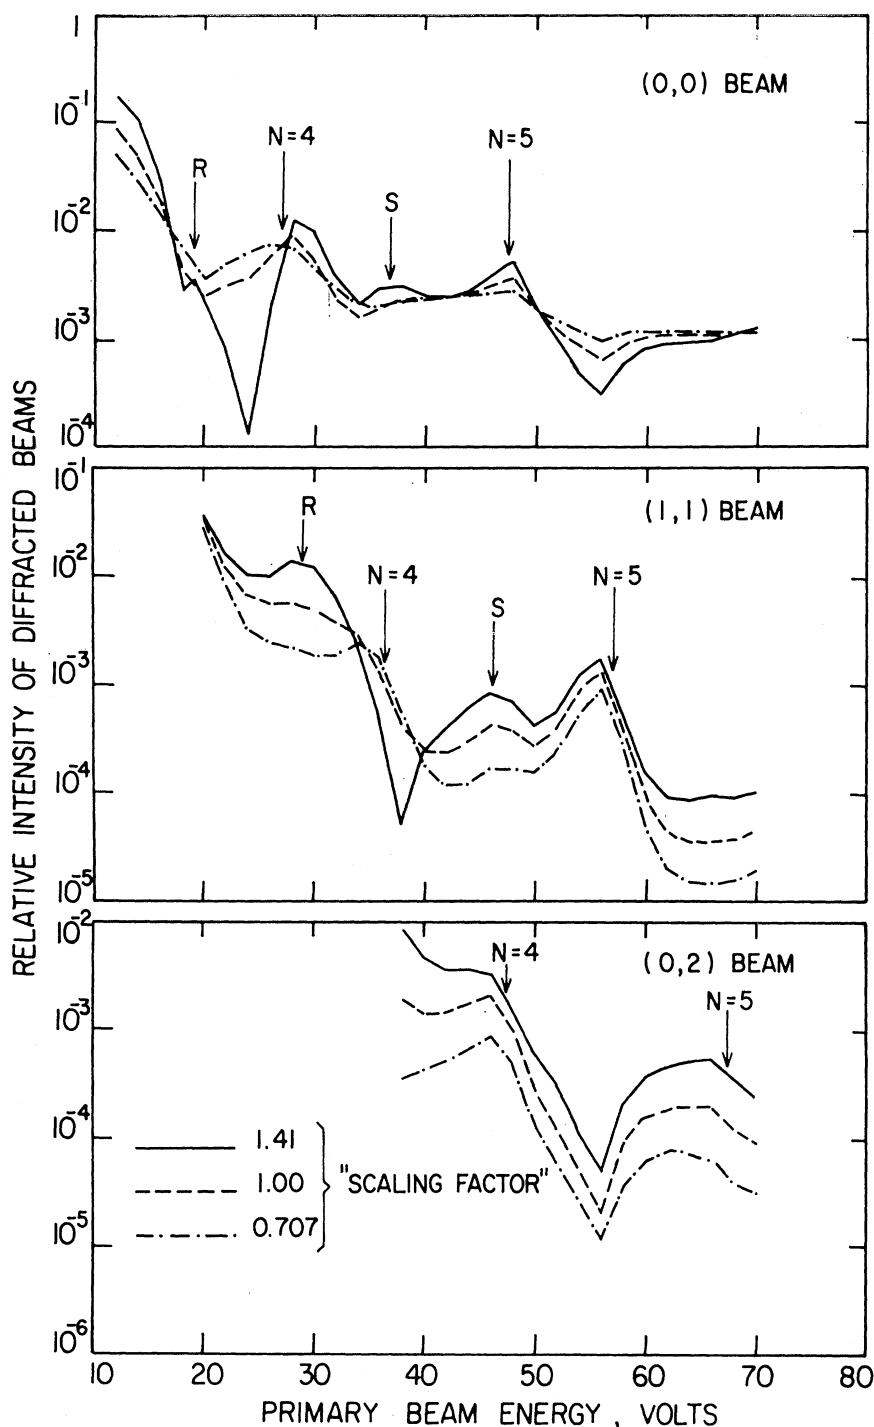 1
10⁻¹
10⁻²
10⁻³
10⁻⁴
(0,0) BEAM
R
N=4
S
N=5
10⁻¹
10⁻²
10⁻³
10⁻⁴
10⁻⁵
(1,1) BEAM
R
N=4
S
N=5
10⁻²
10⁻³
10⁻⁴
10⁻⁵
10⁻⁶
(0,2) BEAM
N=4
N=5
1.41
1.00
0.707
"SCALING FACTOR"
10 20 30 40 50 60 70 80
PRIMARY BEAM ENERGY , VOLTS
RELATIVE INTENSITY OF DIFFRACTED BEAMS